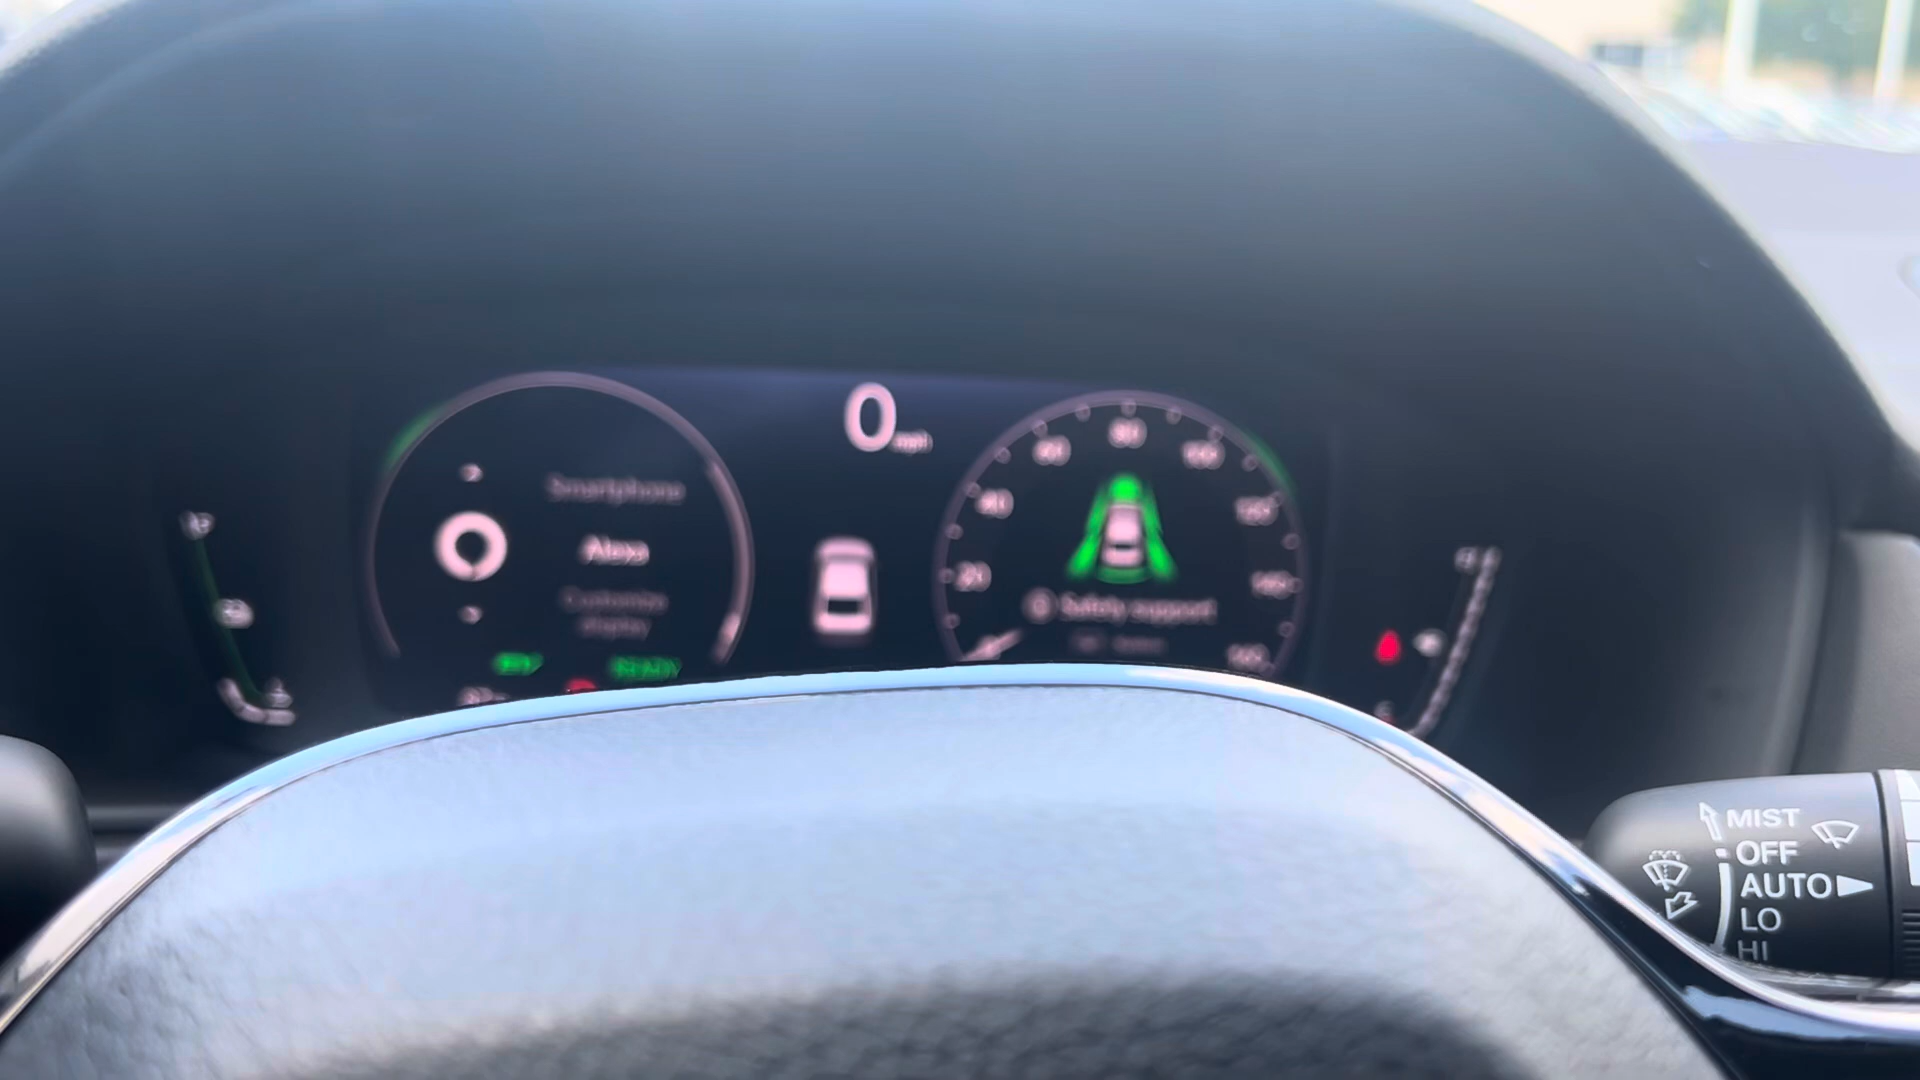 0 mph
Smartphone
Alexa
Customize
display
EV
READY
20
40
60
80
100
120
140
160
Safety support
MIST
OFF
AUTO
LO
HI